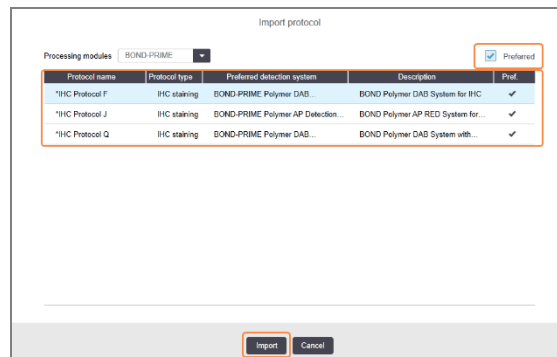 Import protocol
Processing modules BOND-PRIME Preferred
Protocol name Protocol type Preferred detection system Description Pref.
*IHC Protocol F IHC staining BOND-PRIME Polymer DAB... BOND Polymer DAB System for IHC
*IHC Protocol J IHC staining BOND-PRIME Polymer AP Detection... BOND Polymer AP RED System for...
*IHC Protocol Q IHC staining BOND-PRIME Polymer DAB... BOND Polymer DAB System with...
Import Cancel